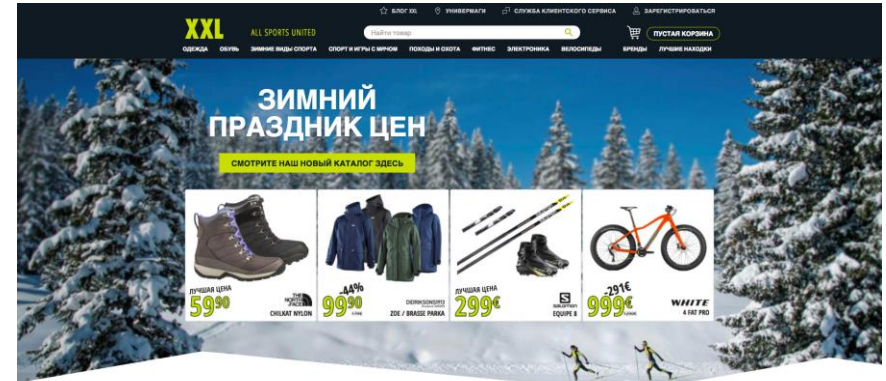 БЛОГ XXL УНИВЕРМАГИ СЛУЖБА КЛИЕНТСКОГО СЕРВИСА ЗАРЕГИСТРИРОВАТЬСЯ
XXL ALL SPORTS UNITED Найти товар ПУСТАЯ КОРЗИНА
ОДЕЖДА ОБУВЬ ЗИМНИЕ ВИДЫ СПОРТА СПОРТ И ИГРЫ С МЯЧОМ ПОХОДЫ И ОХОТА ФИТНЕС ЭЛЕКТРОНИКА ВЕЛОСИПЕДЫ БРЕНДЫ ЛУЧШИЕ НАХОДКИ
ЗИМНИЙ
ПРАЗДНИК ЦЕН
СМОТРИТЕ НАШ НОВЫЙ КАТАЛОГ ЗДЕСЬ
ЛУЧШАЯ ЦЕНА
5990
THE NORTH FACE
CHILKAT NYLON
-44%
9990
DIDRIKSONS1913
ZOE / BRASSE PARKA
ЛУЧШАЯ ЦЕНА
299€
salomon
EQUIPE 8
-291€
999€
WHITE
4 FAT PRO